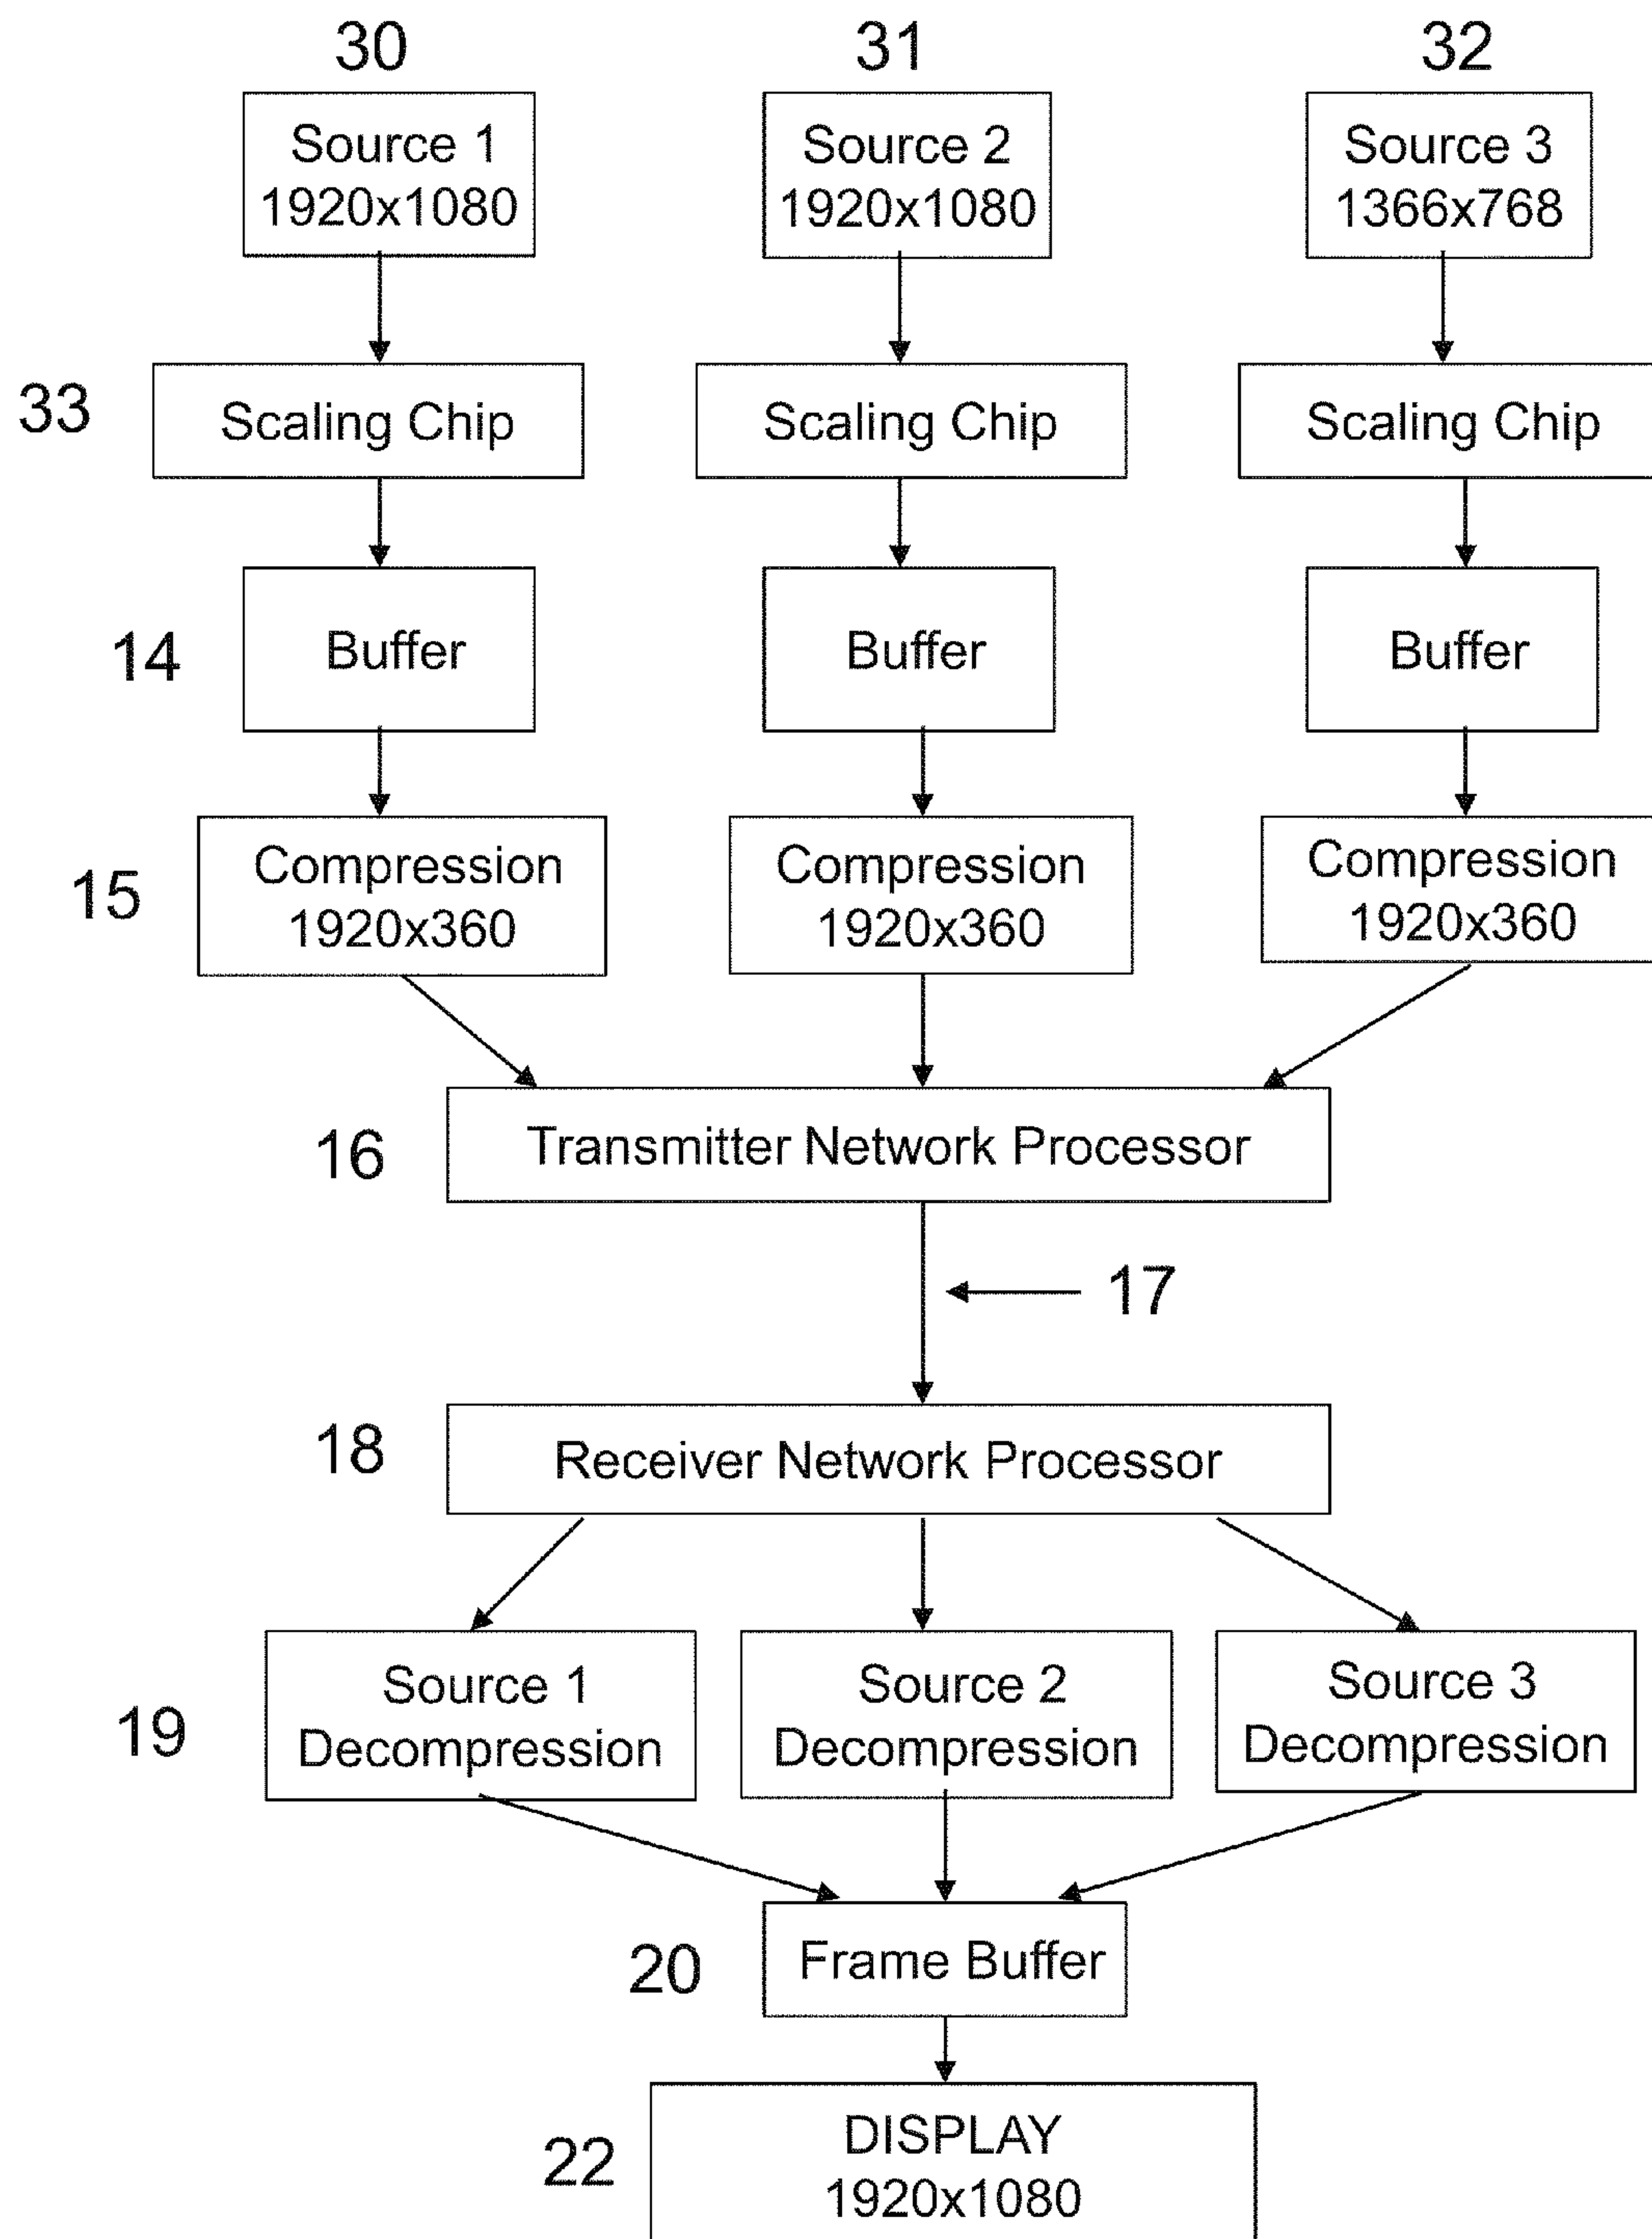 30
31
32
Source 1
1920x1080
Source 2
1920x1080
Source 3
1366x768
33
Scaling Chip
Scaling Chip
Scaling Chip
14
Buffer
Buffer
Buffer
15
Compression
1920x360
Compression
1920x360
Compression
1920x360
16
Transmitter Network Processor
17
18
Receiver Network Processor
19
Source 1
Decompression
Source 2
Decompression
Source 3
Decompression
20
Frame Buffer
22
DISPLAY
1920x1080